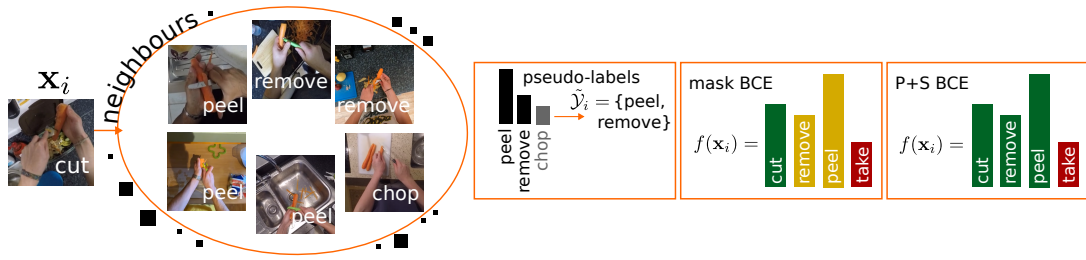 x_i
cut
neighbours
peel
remove
remove
peel
peel
chop
pseudo-labels
Ỹ_i = {peel,
remove}
peel
remove
chop
mask BCE
f(x_i) =
cut
remove
peel
take
P+S BCE
f(x_i) =
cut
remove
peel
take